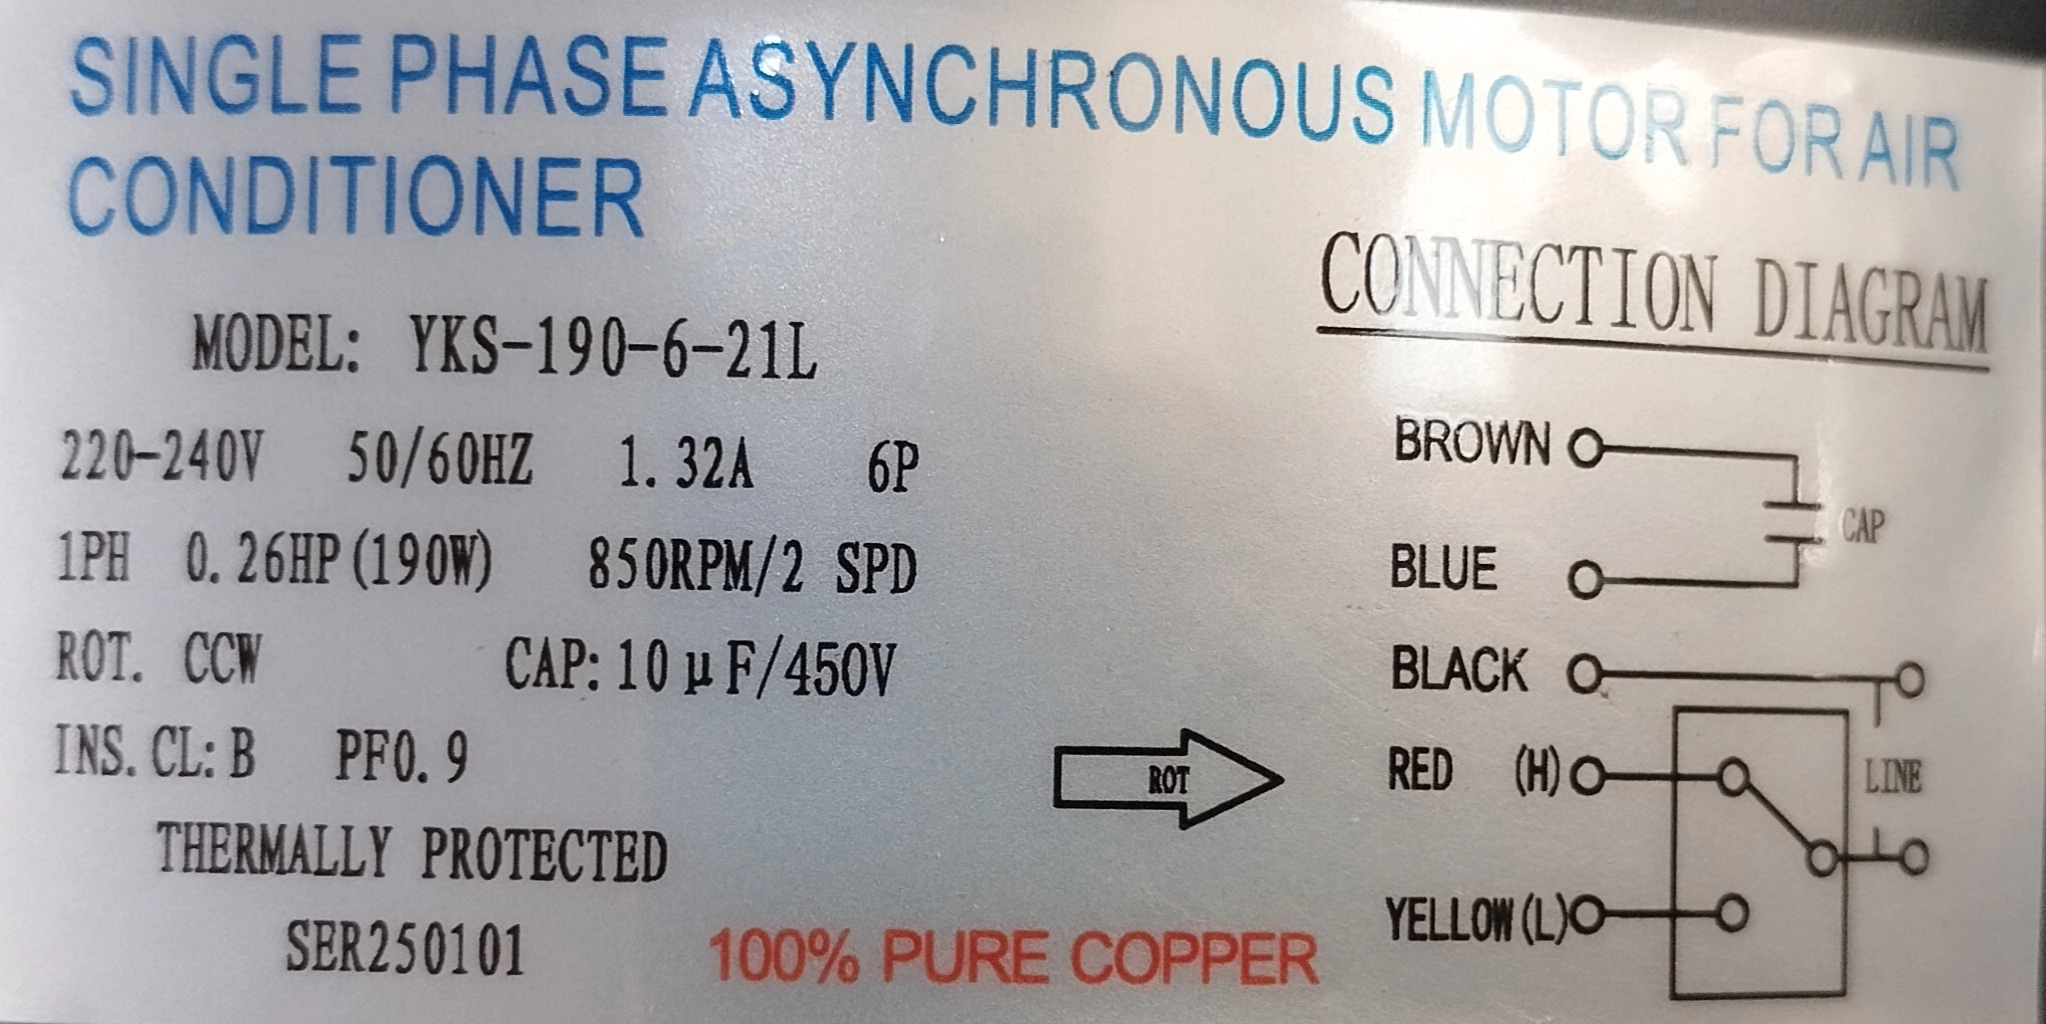 SINGLE PHASE ASYNCHRONOUS MOTOR FOR AIR
CONDITIONER
MODEL: YKS-190-6-21L
220-240V 50/60HZ 1.32A 6P
1PH 0.26HP(190W) 850RPM/2 SPD
ROT. CCW CAP:10μF/450V
INS.CL:B PF0.9
THERMALLY PROTECTED
SER250101
100% PURE COPPER
ROT
CONNECTION DIAGRAM
BROWN
CAP
BLUE
BLACK
RED (H)
LINE
YELLOW(L)